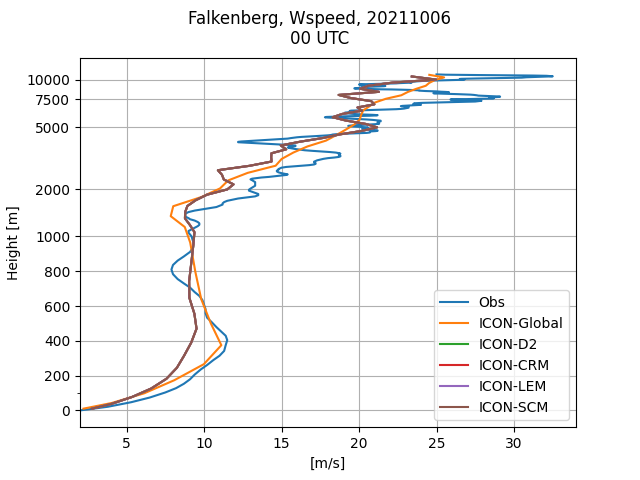 Falkenberg, Wspeed, 20211006
00 UTC
Height [m]
10000
7500
5000
2000
1000
800
600
400
200
0
5
10
15
20
25
30
[m/s]
Obs
ICON-Global
ICON-D2
ICON-CRM
ICON-LEM
ICON-SCM